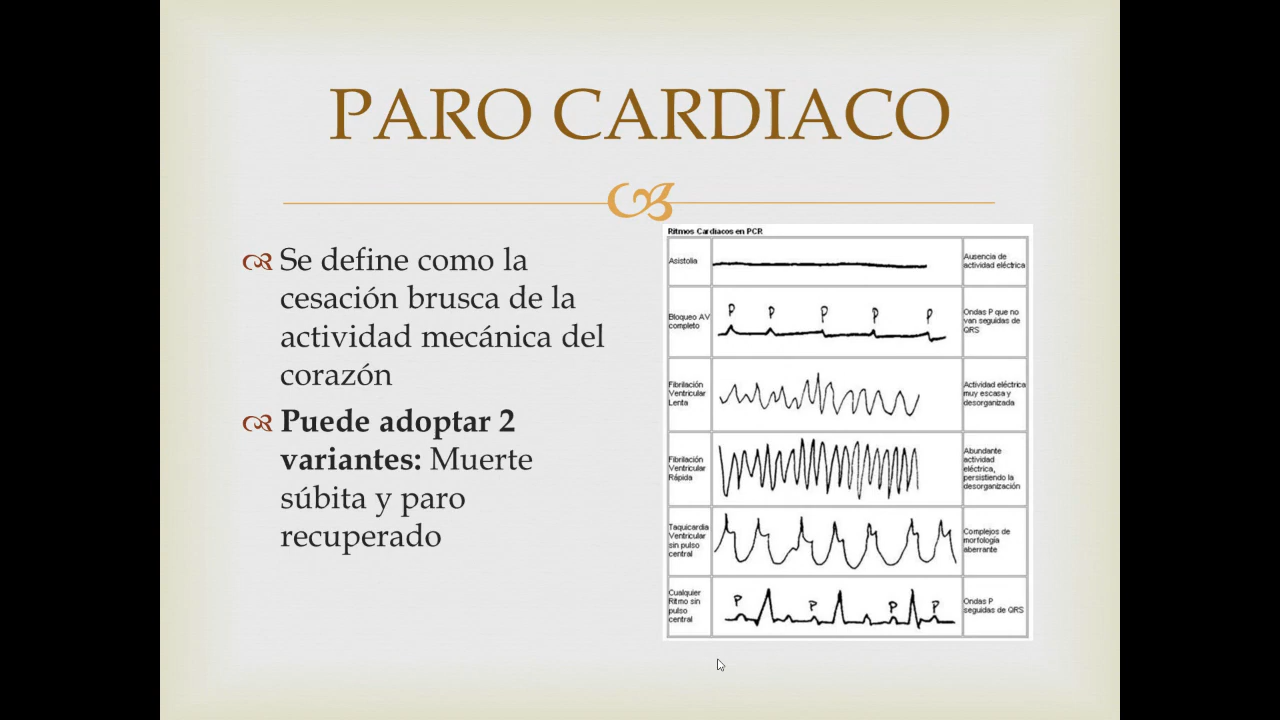 PARO CARDIACO
Se define como la
cesación brusca de la
actividad mecánica del
corazón
Puede adoptar 2
variantes: Muerte
súbita y paro
recuperado
Ritmos Cardiacos en PCR
Asistolia
Ausencia de
actividad eléctrica
Bloqueo AV
completo
P P P P P
Ondas P que no
van seguidas de
QRS
Fibrilación
Ventricular
Lenta
Actividad eléctrica
muy escasa y
desorganizada
Fibrilación
Ventricular
Rápida
Abundante
actividad
eléctrica,
persistiendo la
desorganización
Taquicardia
Ventricular
sin pulso
central
Complejos de
morfología
aberrante
Cualquier
Ritmo sin
pulso
central
P P P P
Ondas P
seguidas de QRS